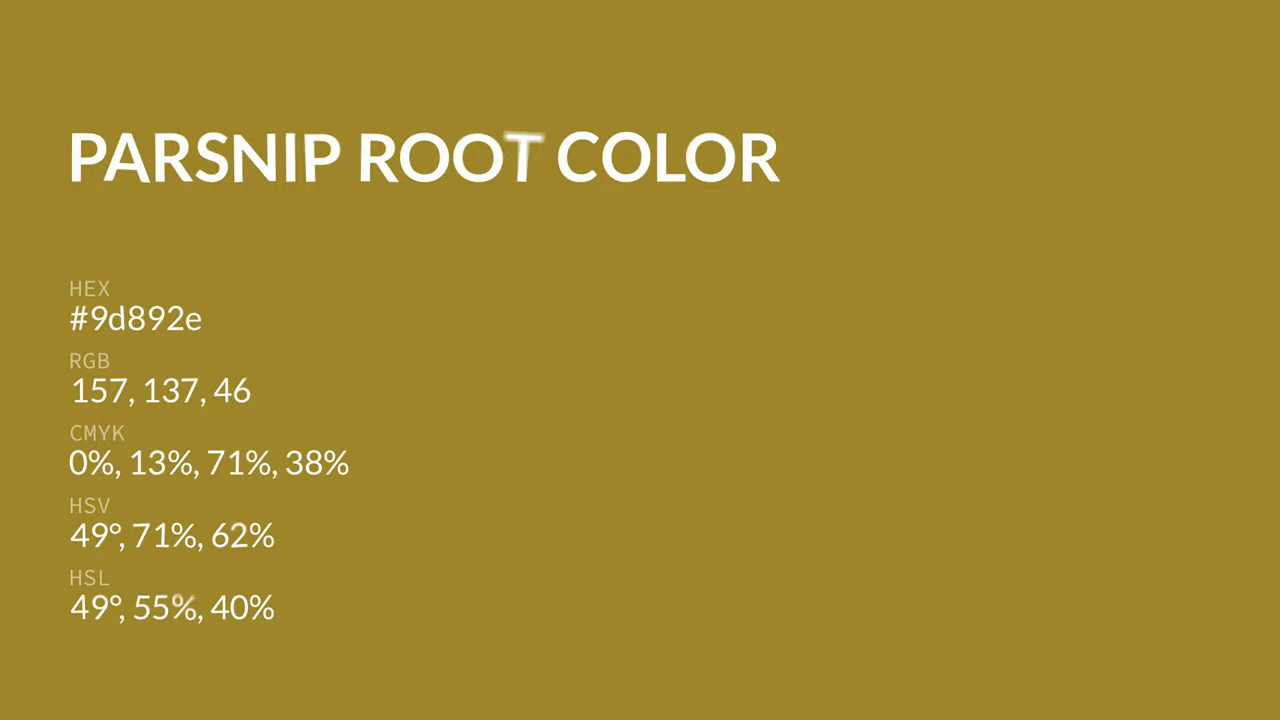 PARSNIP ROOT COLOR
HEX
#9d892e
RGB
157, 137, 46
CMYK
0%, 13%, 71%, 38%
HSV
49°, 71%, 62%
HSL
49°, 55%, 40%